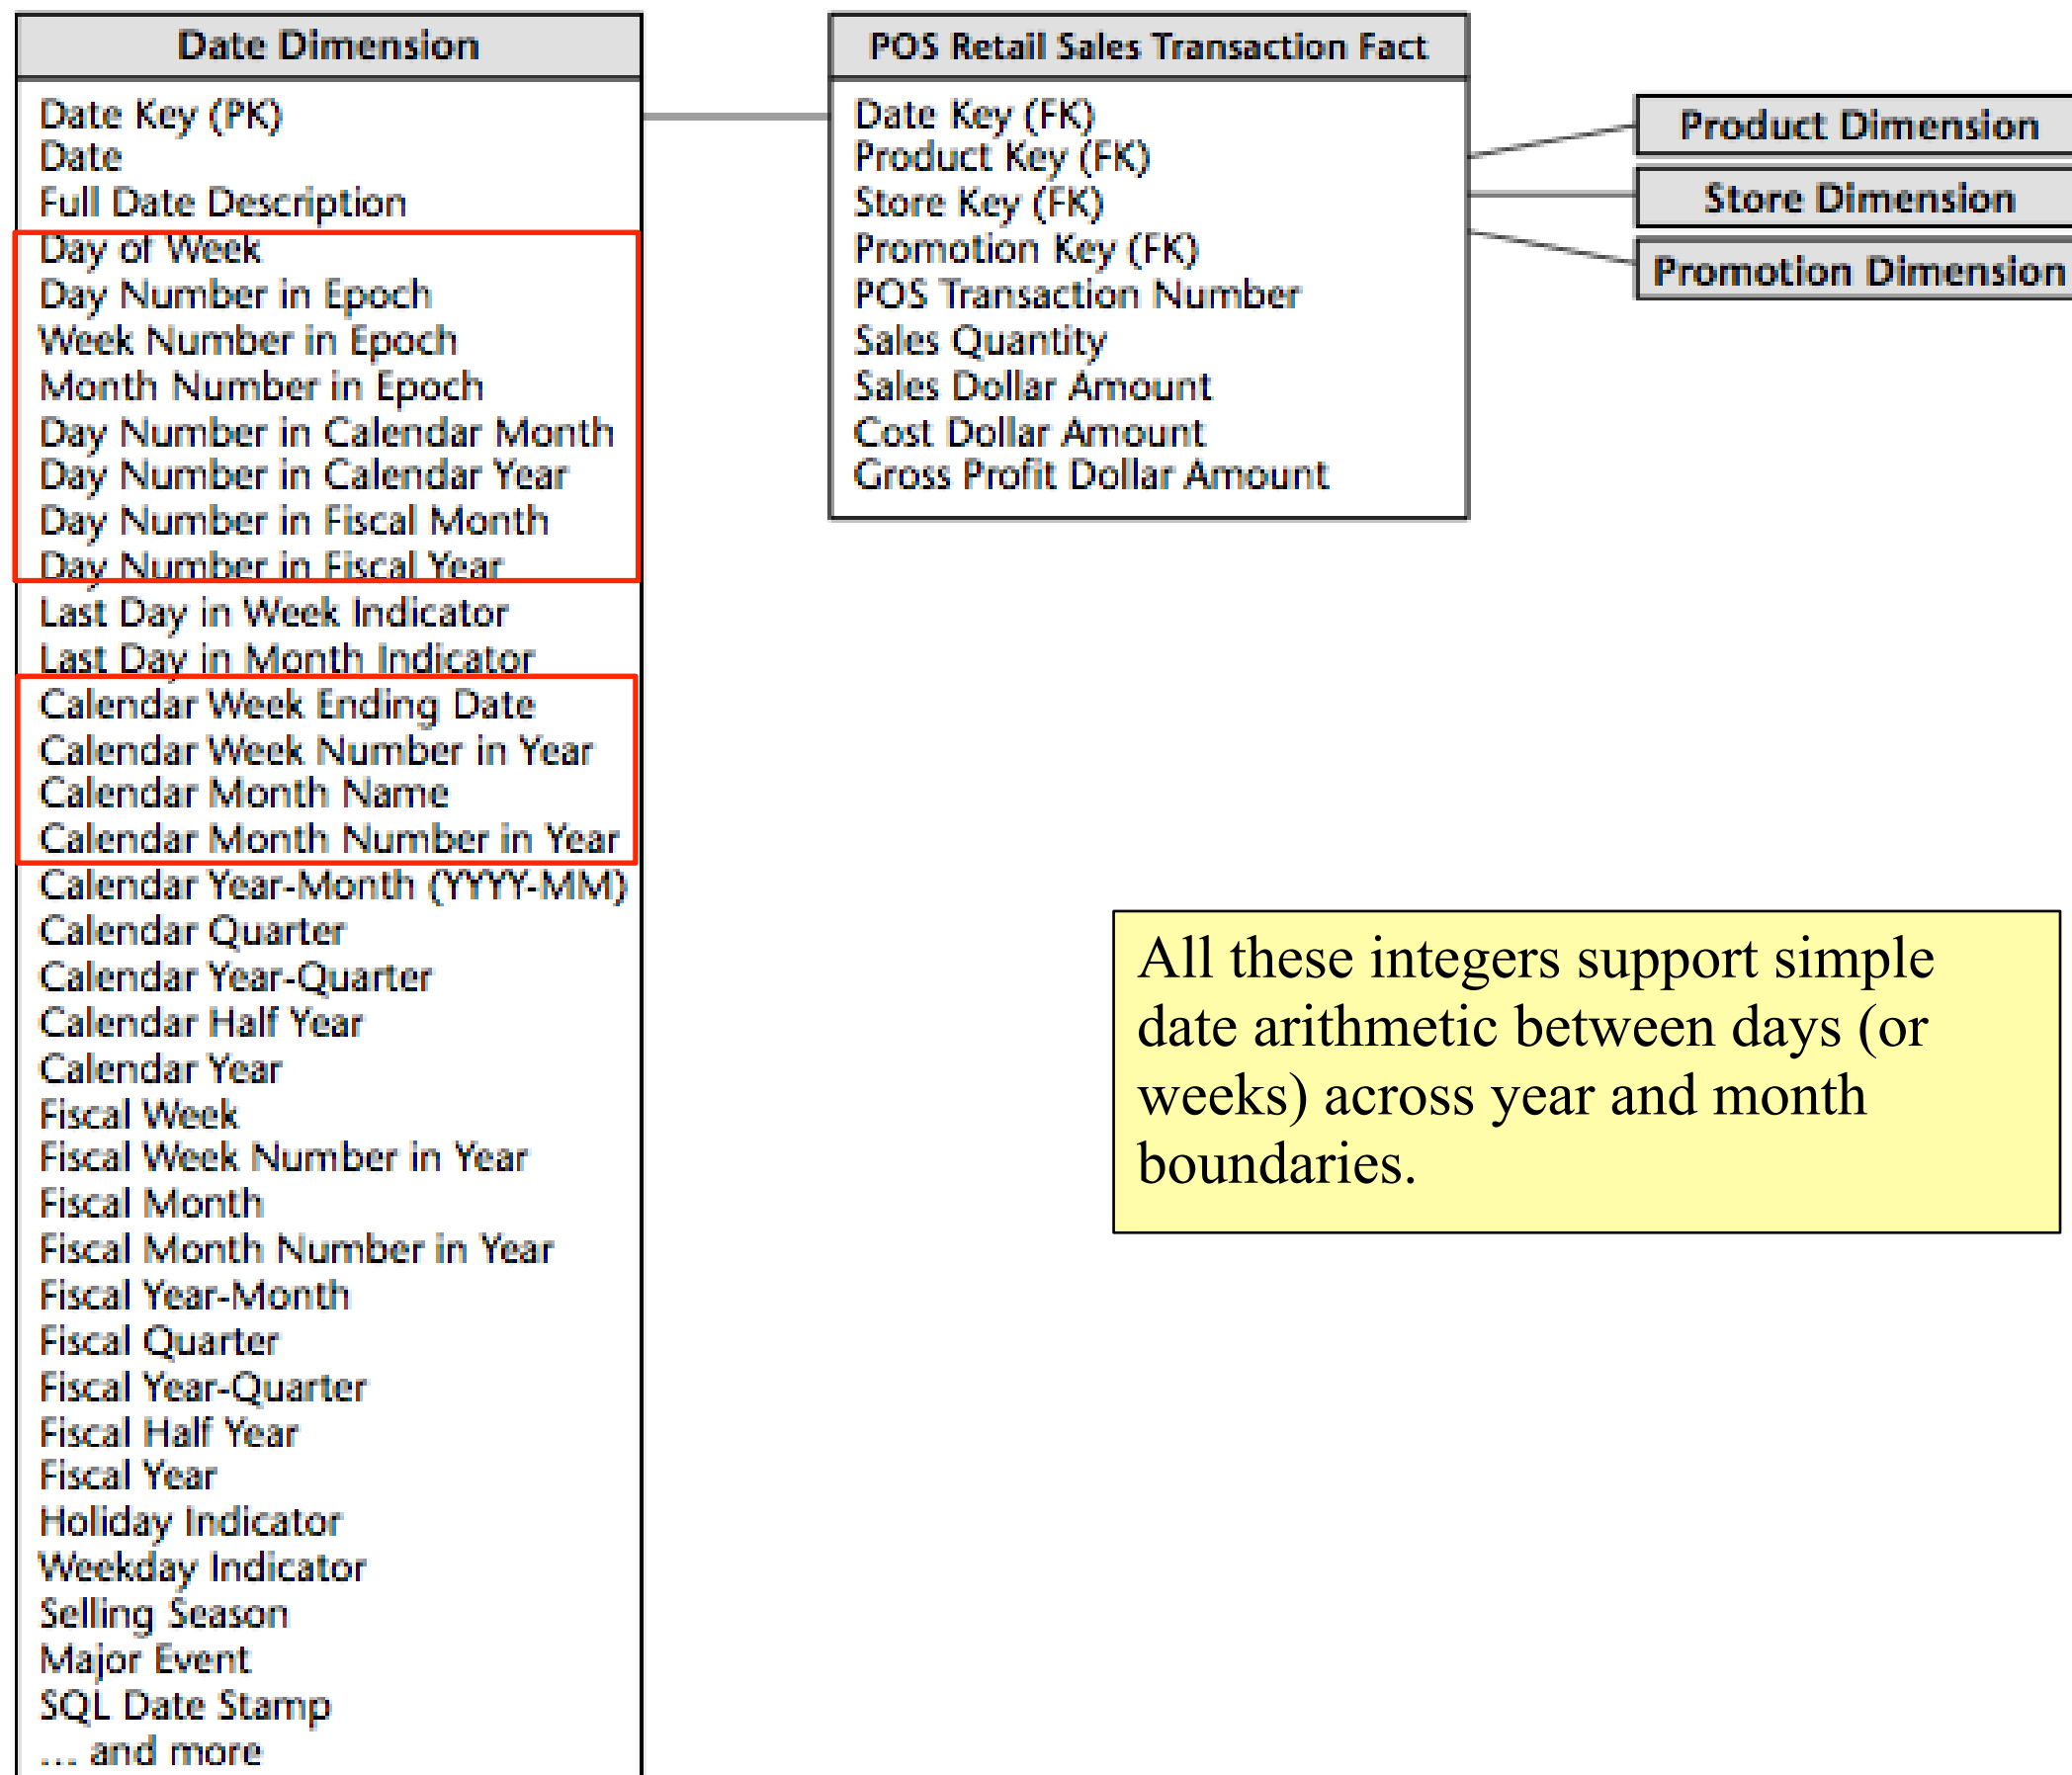 Date Dimension
Date Key (PK)
Date
Full Date Description
Day of Week
Day Number in Epoch
Week Number in Epoch
Month Number in Epoch
Day Number in Calendar Month
Day Number in Calendar Year
Day Number in Fiscal Month
Day Number in Fiscal Year
Last Day in Week Indicator
Last Day in Month Indicator
Calendar Week Ending Date
Calendar Week Number in Year
Calendar Month Name
Calendar Month Number in Year
Calendar Year-Month (YYYY-MM)
Calendar Quarter
Calendar Year-Quarter
Calendar Half Year
Calendar Year
Fiscal Week
Fiscal Week Number in Year
Fiscal Month
Fiscal Month Number in Year
Fiscal Year-Month
Fiscal Quarter
Fiscal Year-Quarter
Fiscal Half Year
Fiscal Year
Holiday Indicator
Weekday Indicator
Selling Season
Major Event
SQL Date Stamp
... and more
POS Retail Sales Transaction Fact
Date Key (FK)
Product Key (FK)
Store Key (FK)
Promotion Key (FK)
POS Transaction Number
Sales Quantity
Sales Dollar Amount
Cost Dollar Amount
Gross Profit Dollar Amount
Product Dimension
Store Dimension
Promotion Dimension
All these integers support simple
date arithmetic between days (or
weeks) across year and month
boundaries.